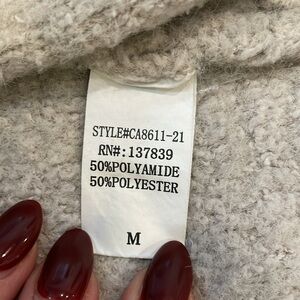 STYLE#CA8611-21
RN#:137839
50%POLYAMIDE
50%POLYESTER
M